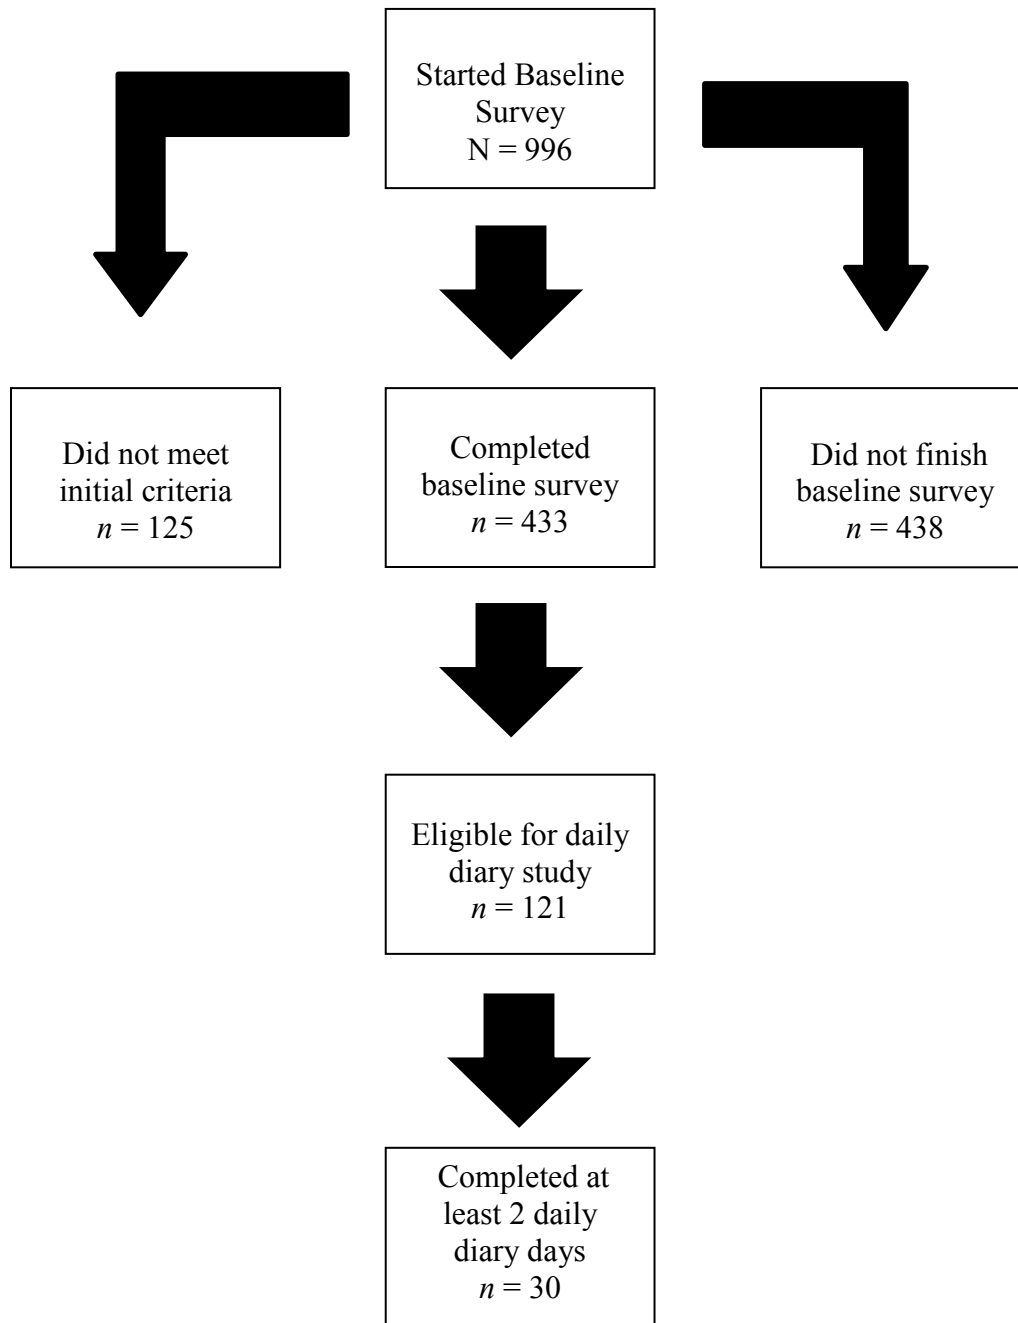 Started Baseline
Survey
N = 996
Did not meet
initial criteria
n = 125
Completed
baseline survey
n = 433
Did not finish
baseline survey
n = 438
Eligible for daily
diary study
n = 121
Completed at
least 2 daily
diary days
n = 30